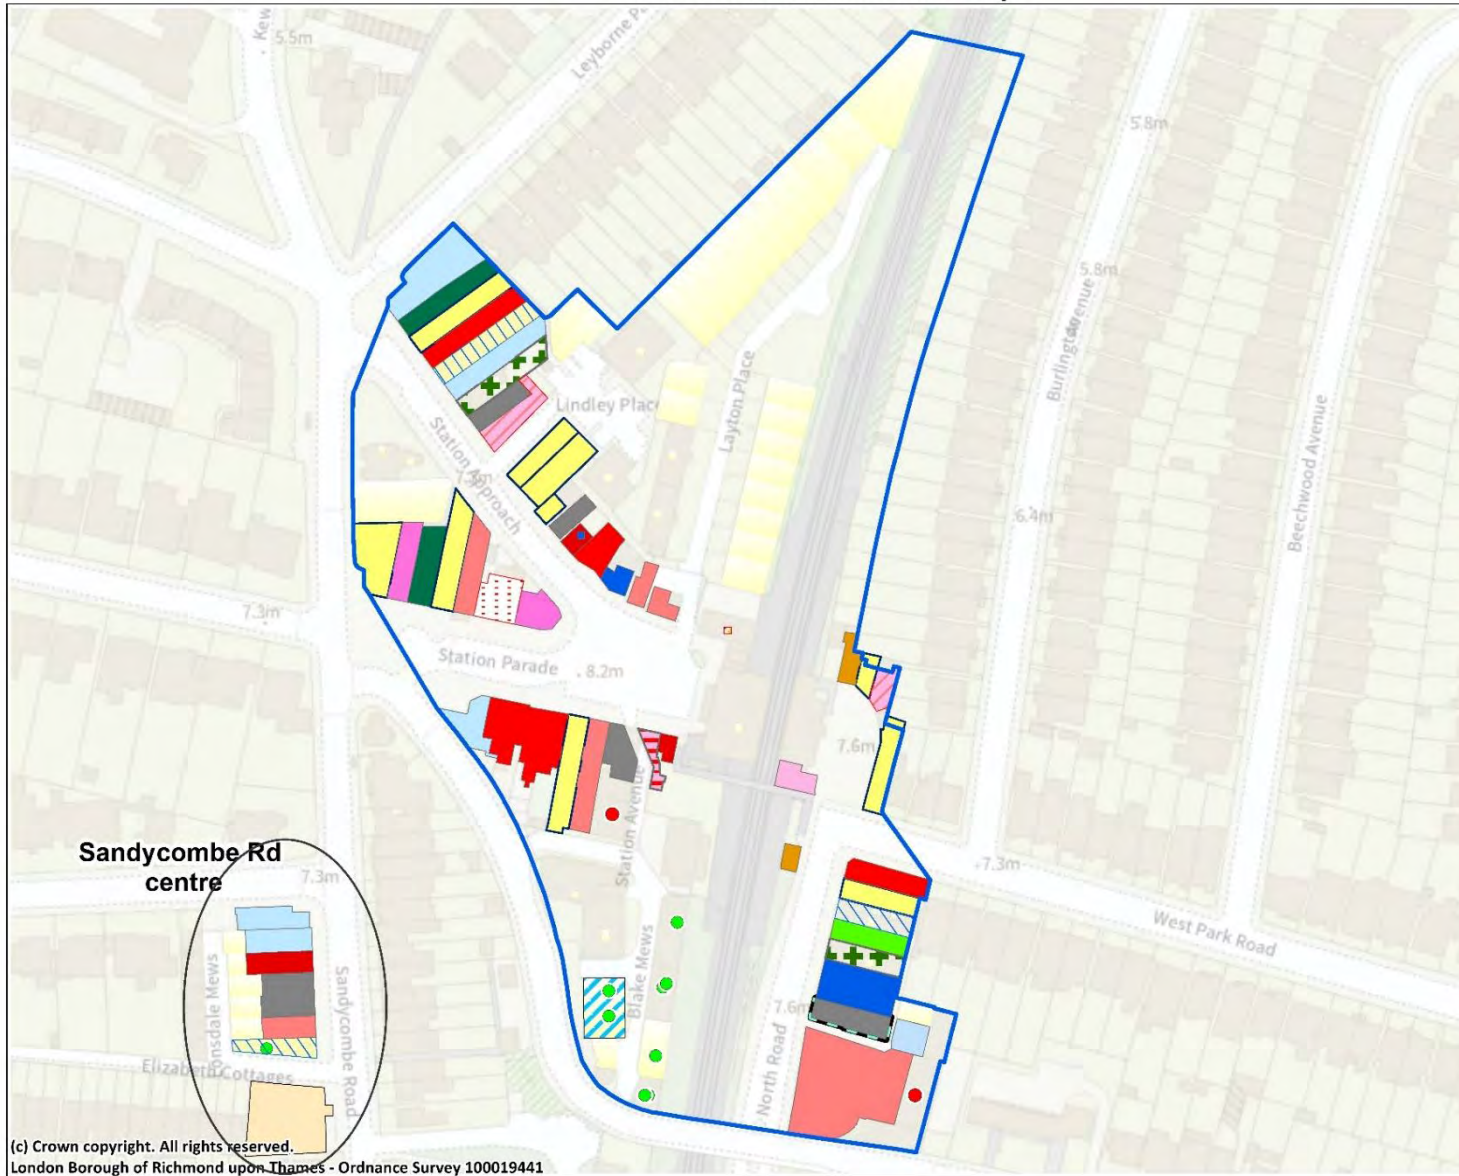 Kew
5.5m
Leyborne Pa
5.8m
5.8m
Burlington Avenue
Beechwood Avenue
Lindley Place
Layton Place
Station Approach
6.4m
7.3m
Station Parade
8.2m
7.6m
Sandycombe Rd
centre
7.3m
7.3m
Station Avenue
West Park Road
Blake Mews
7.6m
North Road
onsdale Mews
Sandycombe Road
Elizabeth Cottages
(c) Crown copyright. All rights reserved.
London Borough of Richmond upon Thames - Ordnance Survey 100019441